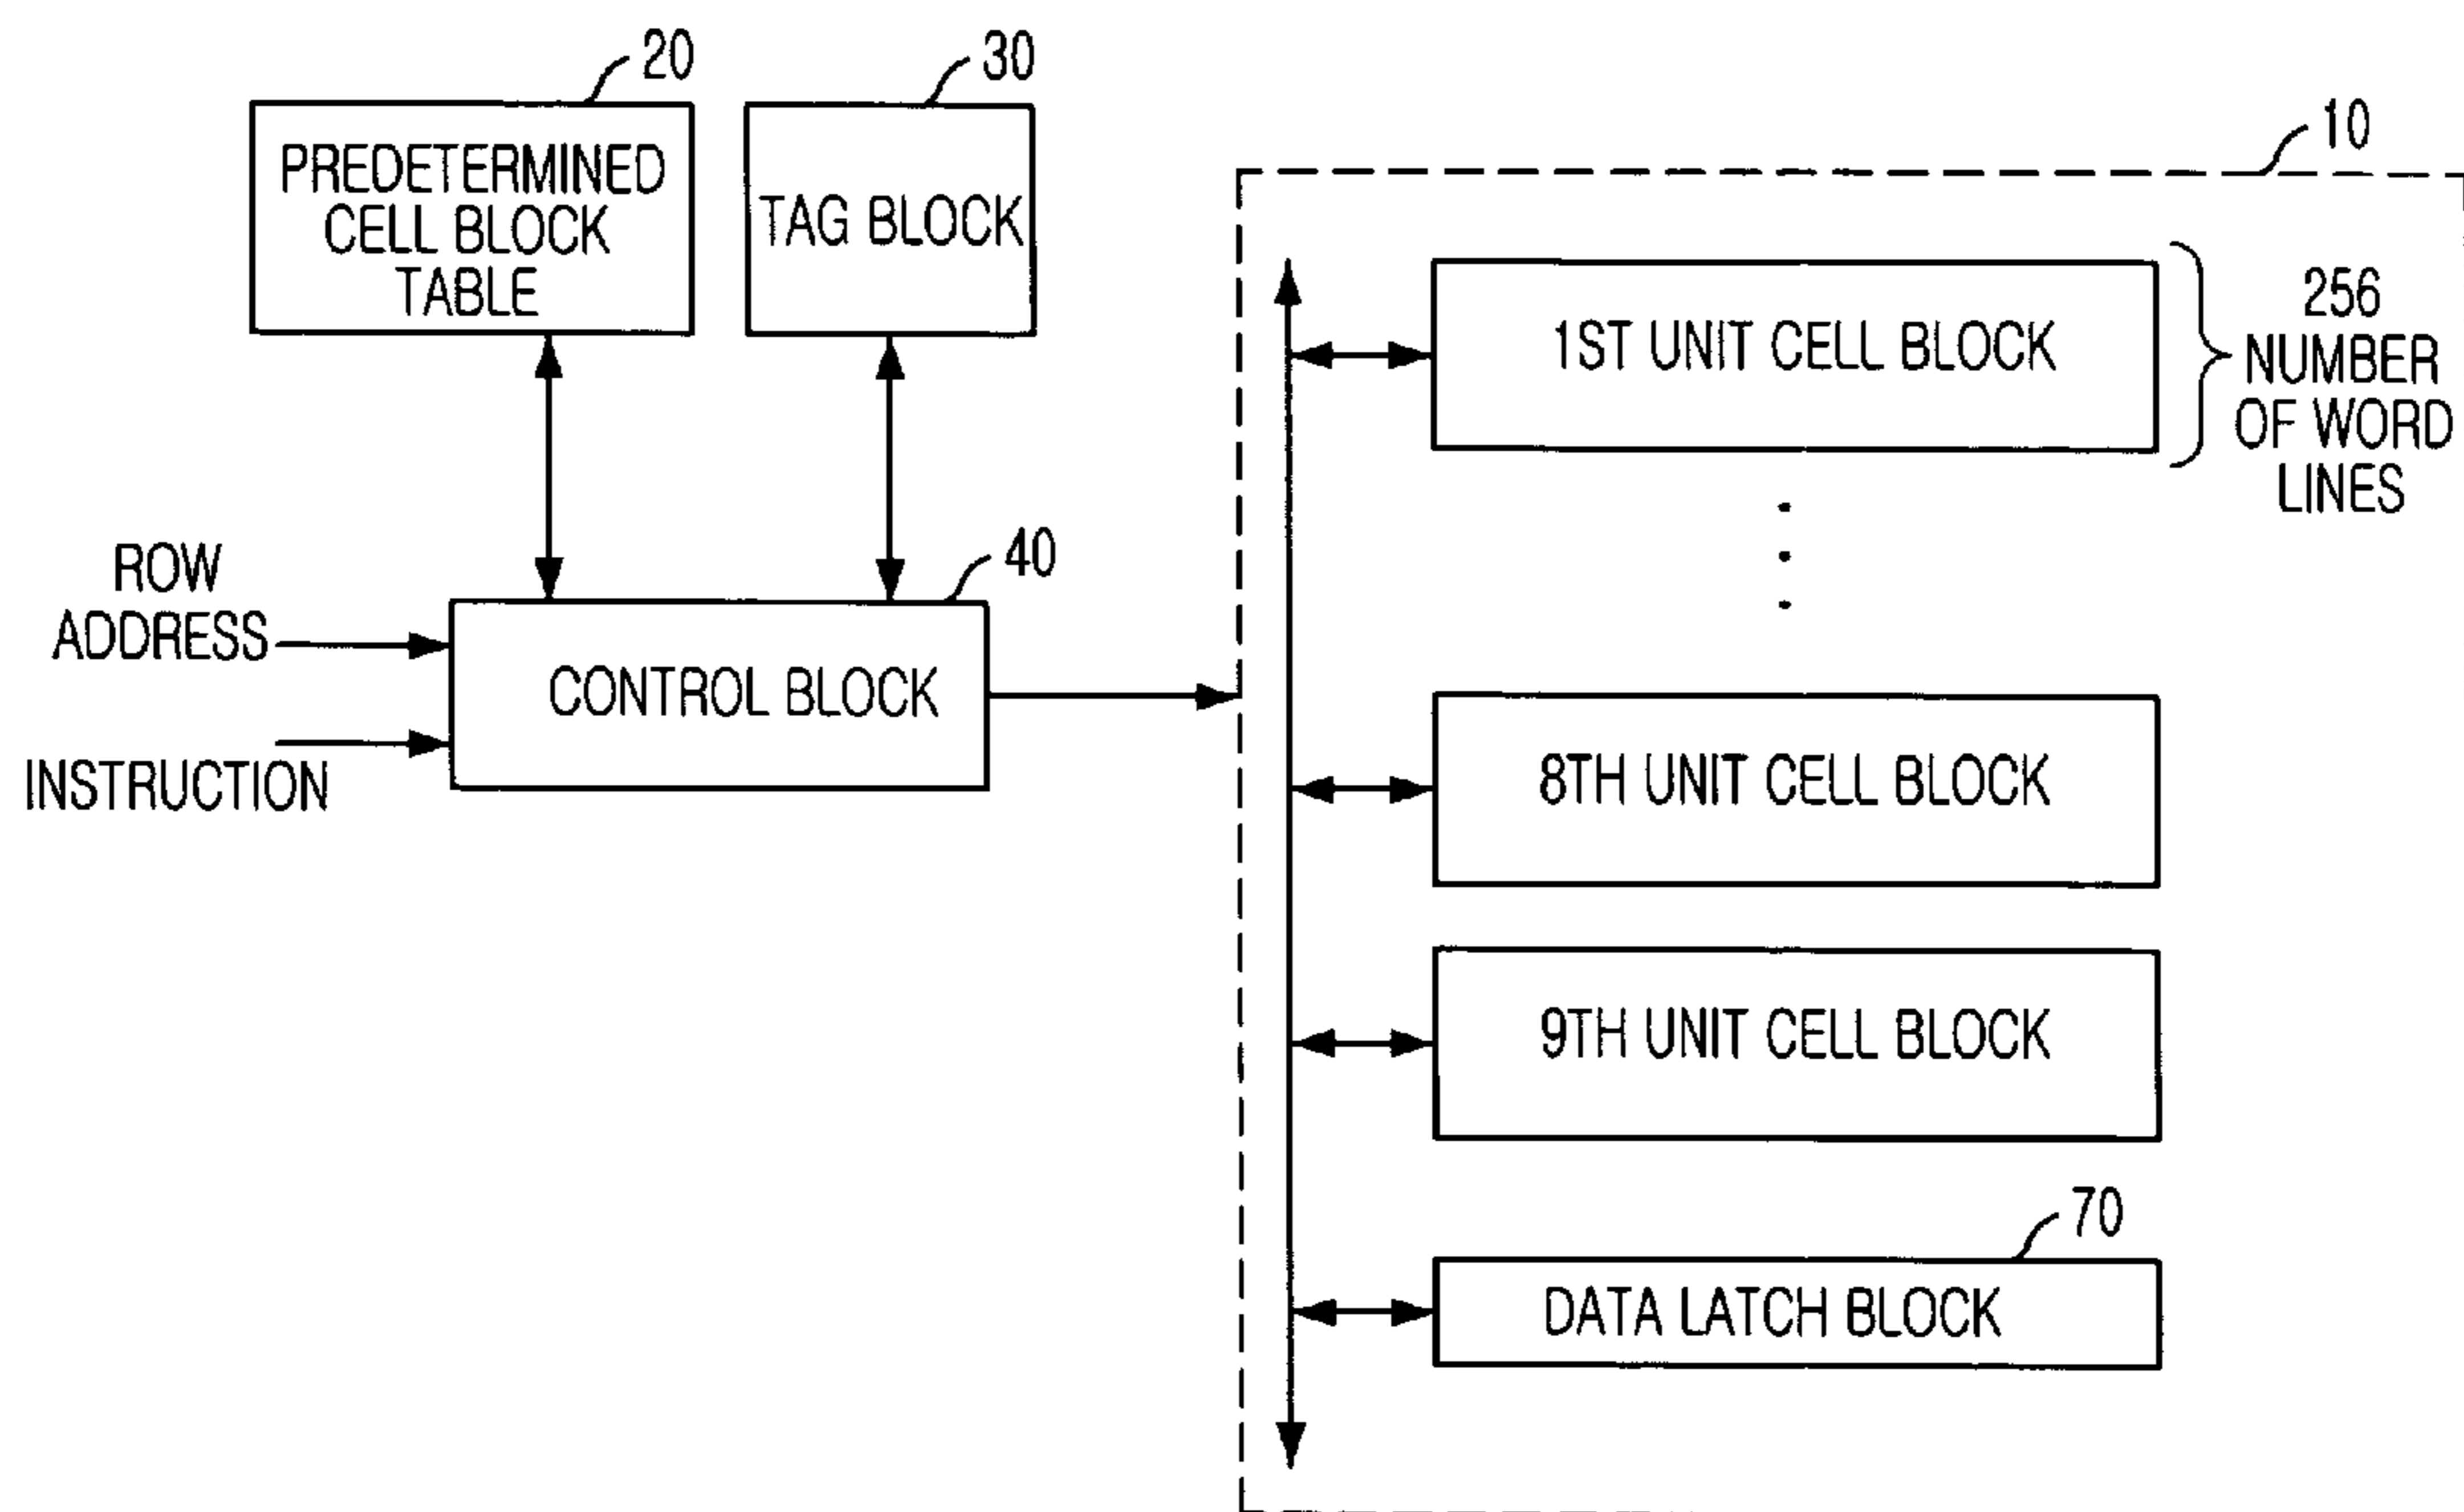 20
30
10
PREDETERMINED
CELL BLOCK
TABLE
TAG BLOCK
1ST UNIT CELL BLOCK
256
NUMBER
OF WORD
LINES
ROW
ADDRESS
40
CONTROL BLOCK
INSTRUCTION
8TH UNIT CELL BLOCK
9TH UNIT CELL BLOCK
70
DATA LATCH BLOCK